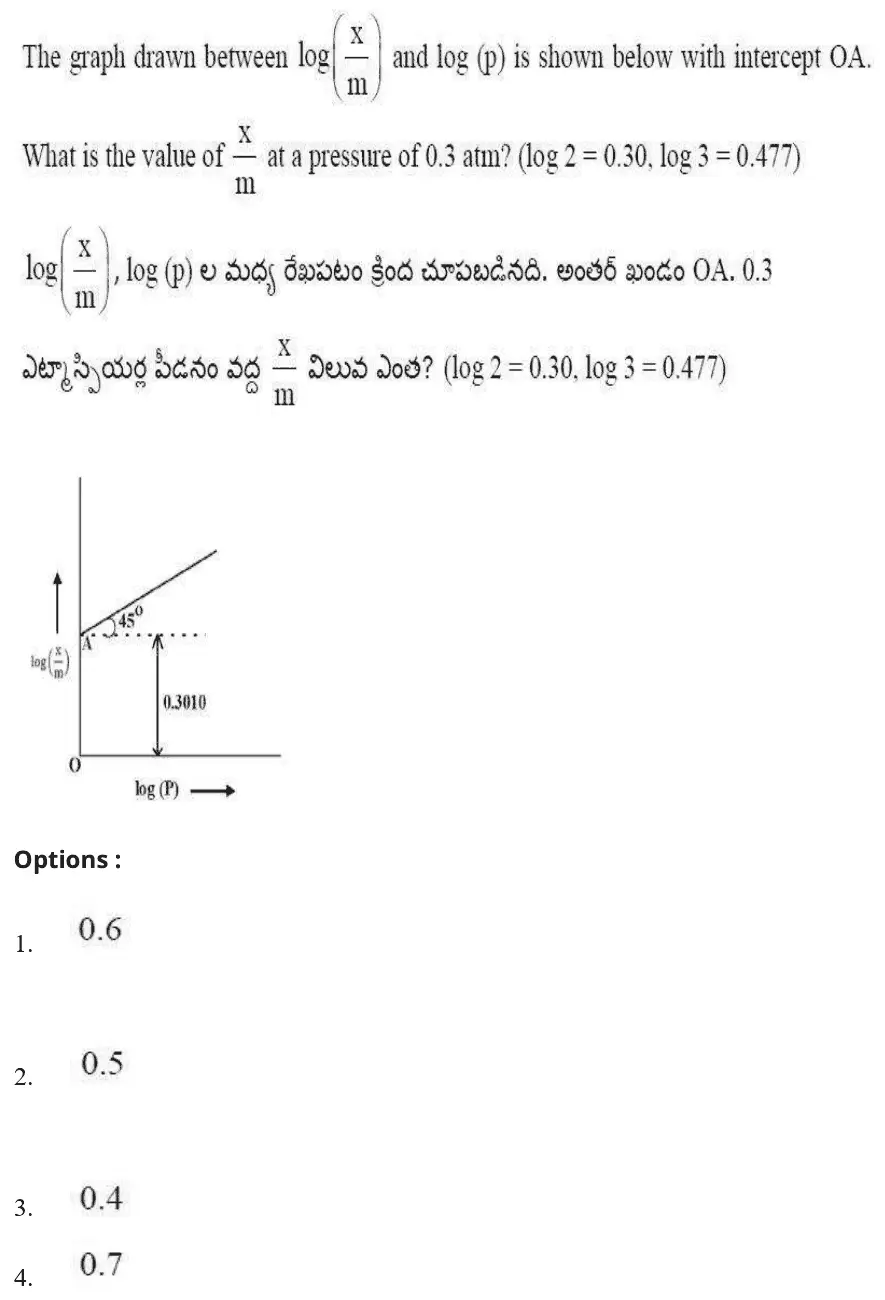 The graph drawn between log(x/m) and log (p) is shown below with intercept OA.
What is the value of x/m at a pressure of 0.3 atm? (log 2 = 0.30, log 3 = 0.477)
log(x/m), log (p) ల మధ్య రేఖపటం క్రింద చూపబడినది. అంతర్ ఖండం OA. 0.3
ఎట్మాస్పియర్ల పీడనం వద్ద x/m విలువ ఎంత? (log 2 = 0.30, log 3 = 0.477)
45⁰
A
log(x/m)
0.3010
O
log (P)
Options :
1. 0.6
2. 0.5
3. 0.4
4. 0.7